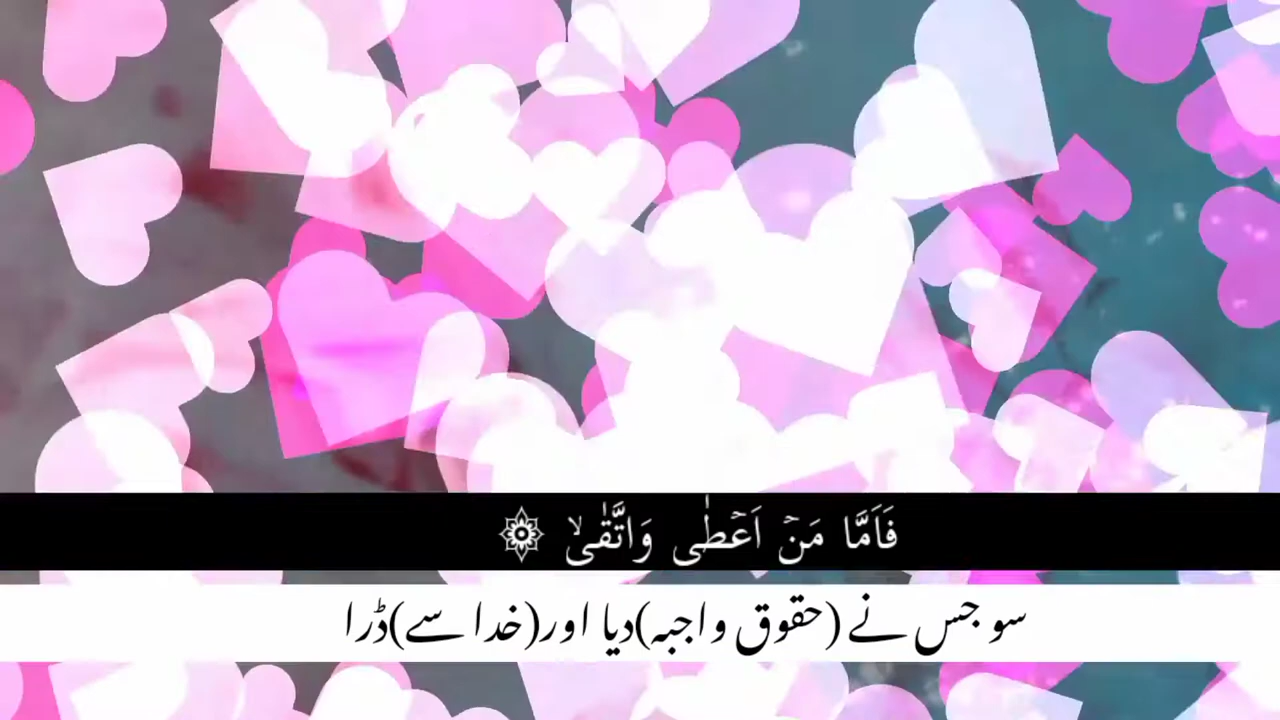 فَاَمَّا مَنۡ اَعۡطٰى وَاتَّقٰىۙ ۞
سو جس نے (حقوق واجبہ)دیا اور(خدا سے)ڈرا